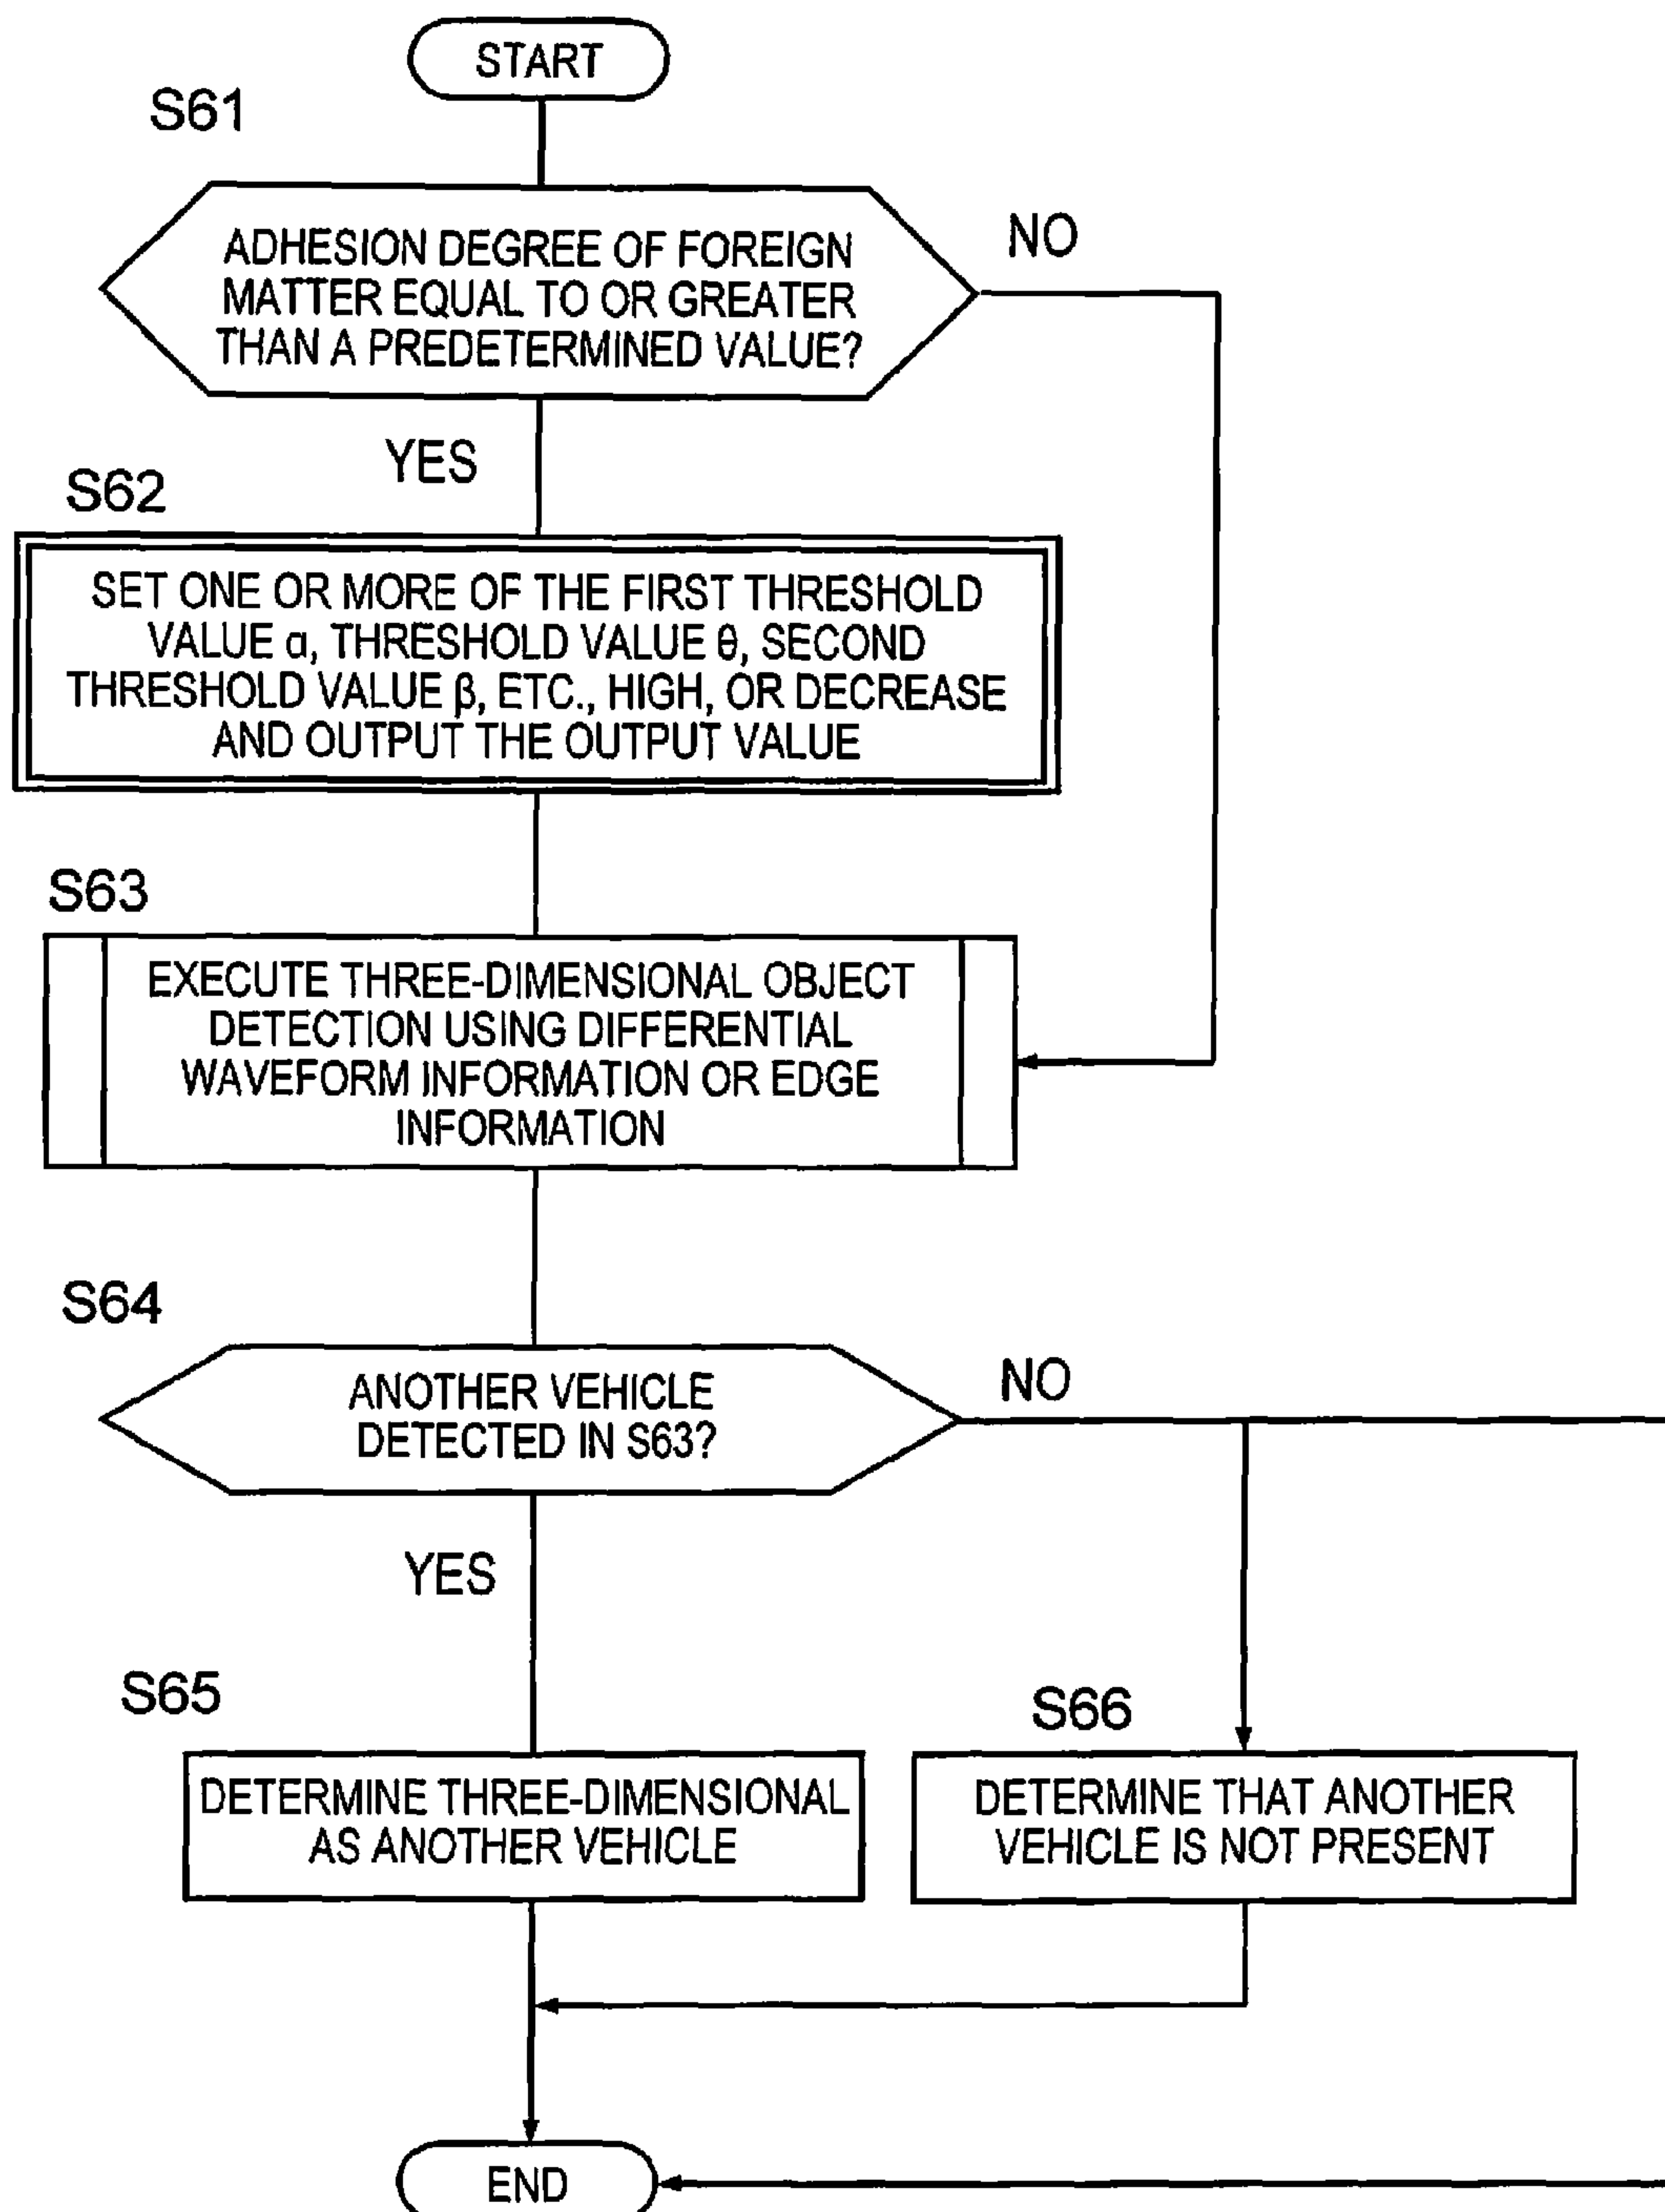 START
S61
ADHESION DEGREE OF FOREIGN
MATTER EQUAL TO OR GREATER
THAN A PREDETERMINED VALUE?
NO
YES
S62
SET ONE OR MORE OF THE FIRST THRESHOLD
VALUE α, THRESHOLD VALUE θ, SECOND
THRESHOLD VALUE β, ETC., HIGH, OR DECREASE
AND OUTPUT THE OUTPUT VALUE
S63
EXECUTE THREE-DIMENSIONAL OBJECT
DETECTION USING DIFFERENTIAL
WAVEFORM INFORMATION OR EDGE
INFORMATION
S64
ANOTHER VEHICLE
DETECTED IN S63?
NO
YES
S65
DETERMINE THREE-DIMENSIONAL
AS ANOTHER VEHICLE
S66
DETERMINE THAT ANOTHER
VEHICLE IS NOT PRESENT
END